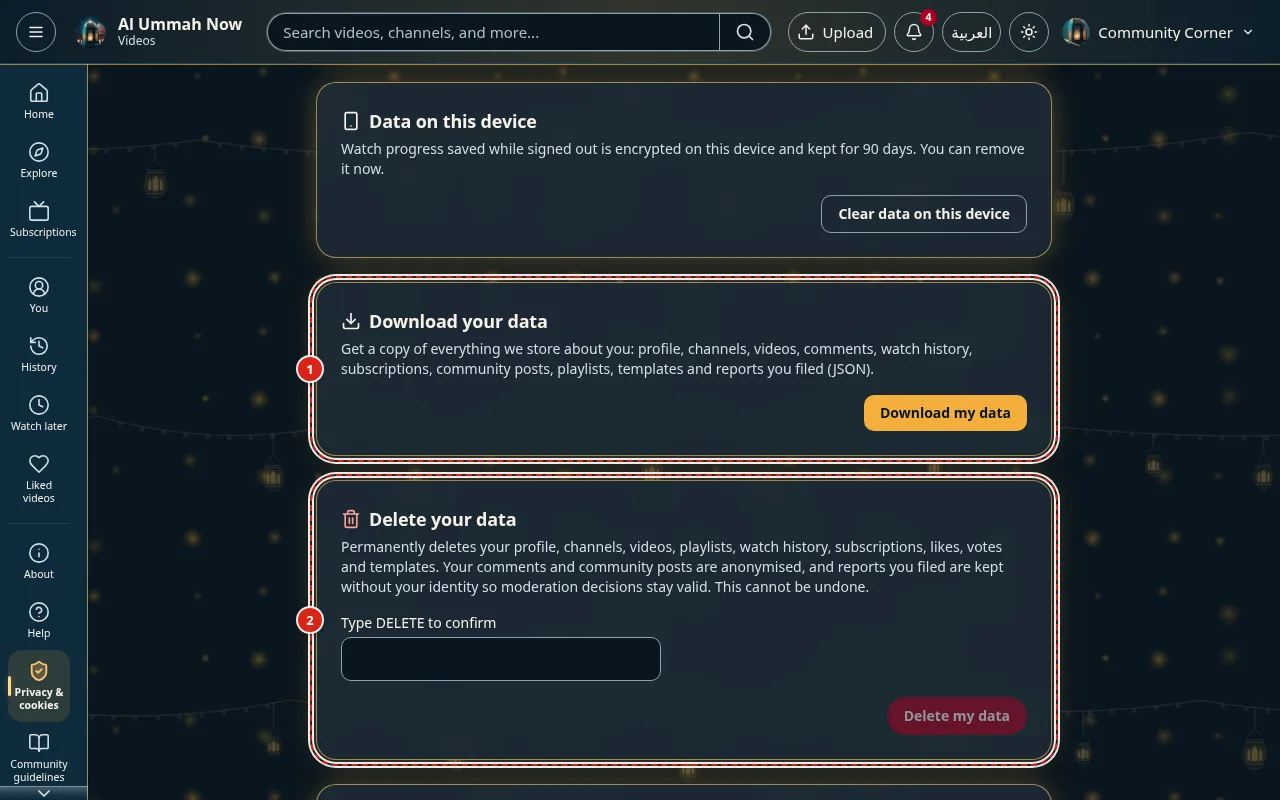 Al Ummah Now
Videos
Search videos, channels, and more...
Upload
4
العربية
Community Corner
Home
Explore
Subscriptions
You
History
Watch later
Liked
videos
About
Help
Privacy &
cookies
Community
guidelines
Data on this device
Watch progress saved while signed out is encrypted on this device and kept for 90 days. You can remove
it now.
Clear data on this device
1
Download your data
Get a copy of everything we store about you: profile, channels, videos, comments, watch history,
subscriptions, community posts, playlists, templates and reports you filed (JSON).
Download my data
2
Delete your data
Permanently deletes your profile, channels, videos, playlists, watch history, subscriptions, likes, votes
and templates. Your comments and community posts are anonymised, and reports you filed are kept
without your identity so moderation decisions stay valid. This cannot be undone.
Type DELETE to confirm
Delete my data